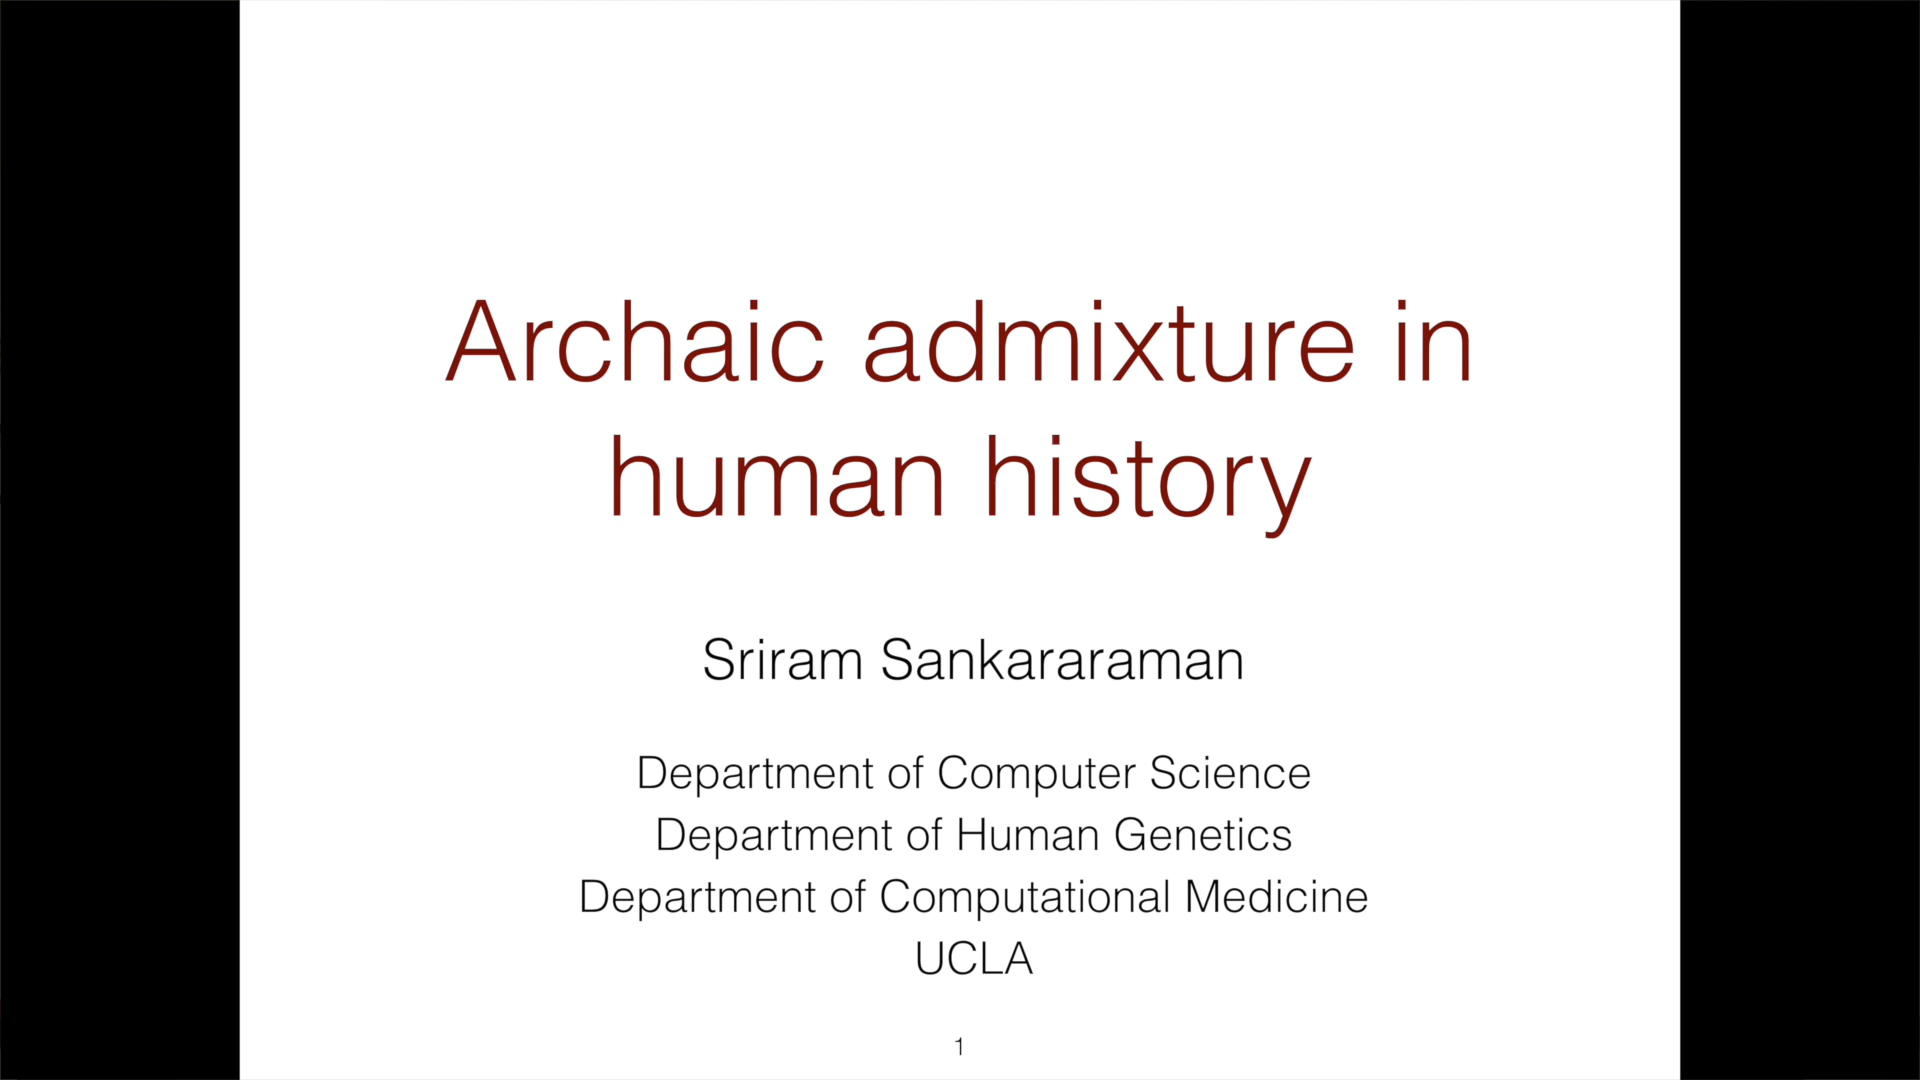 Archaic admixture in
human history
Sriram Sankararaman
Department of Computer Science
Department of Human Genetics
Department of Computational Medicine
UCLA
1